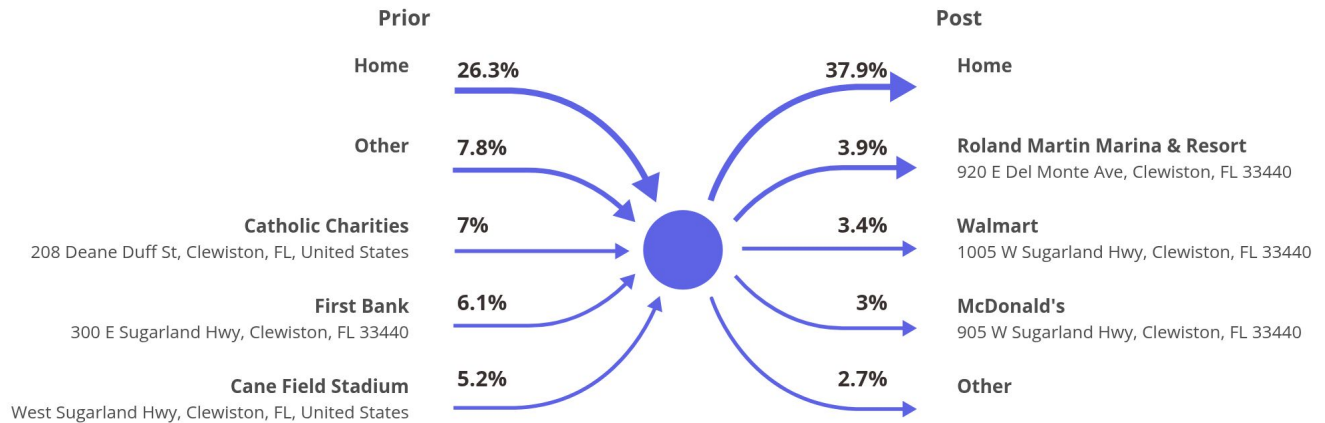 Prior
Post
Home
26.3%
37.9%
Home
Other
7.8%
3.9%
Roland Martin Marina & Resort
920 E Del Monte Ave, Clewiston, FL 33440
Catholic Charities
208 Deane Duff St, Clewiston, FL, United States
7%
3.4%
Walmart
1005 W Sugarland Hwy, Clewiston, FL 33440
First Bank
300 E Sugarland Hwy, Clewiston, FL 33440
6.1%
3%
McDonald's
905 W Sugarland Hwy, Clewiston, FL 33440
Cane Field Stadium
West Sugarland Hwy, Clewiston, FL, United States
5.2%
2.7%
Other